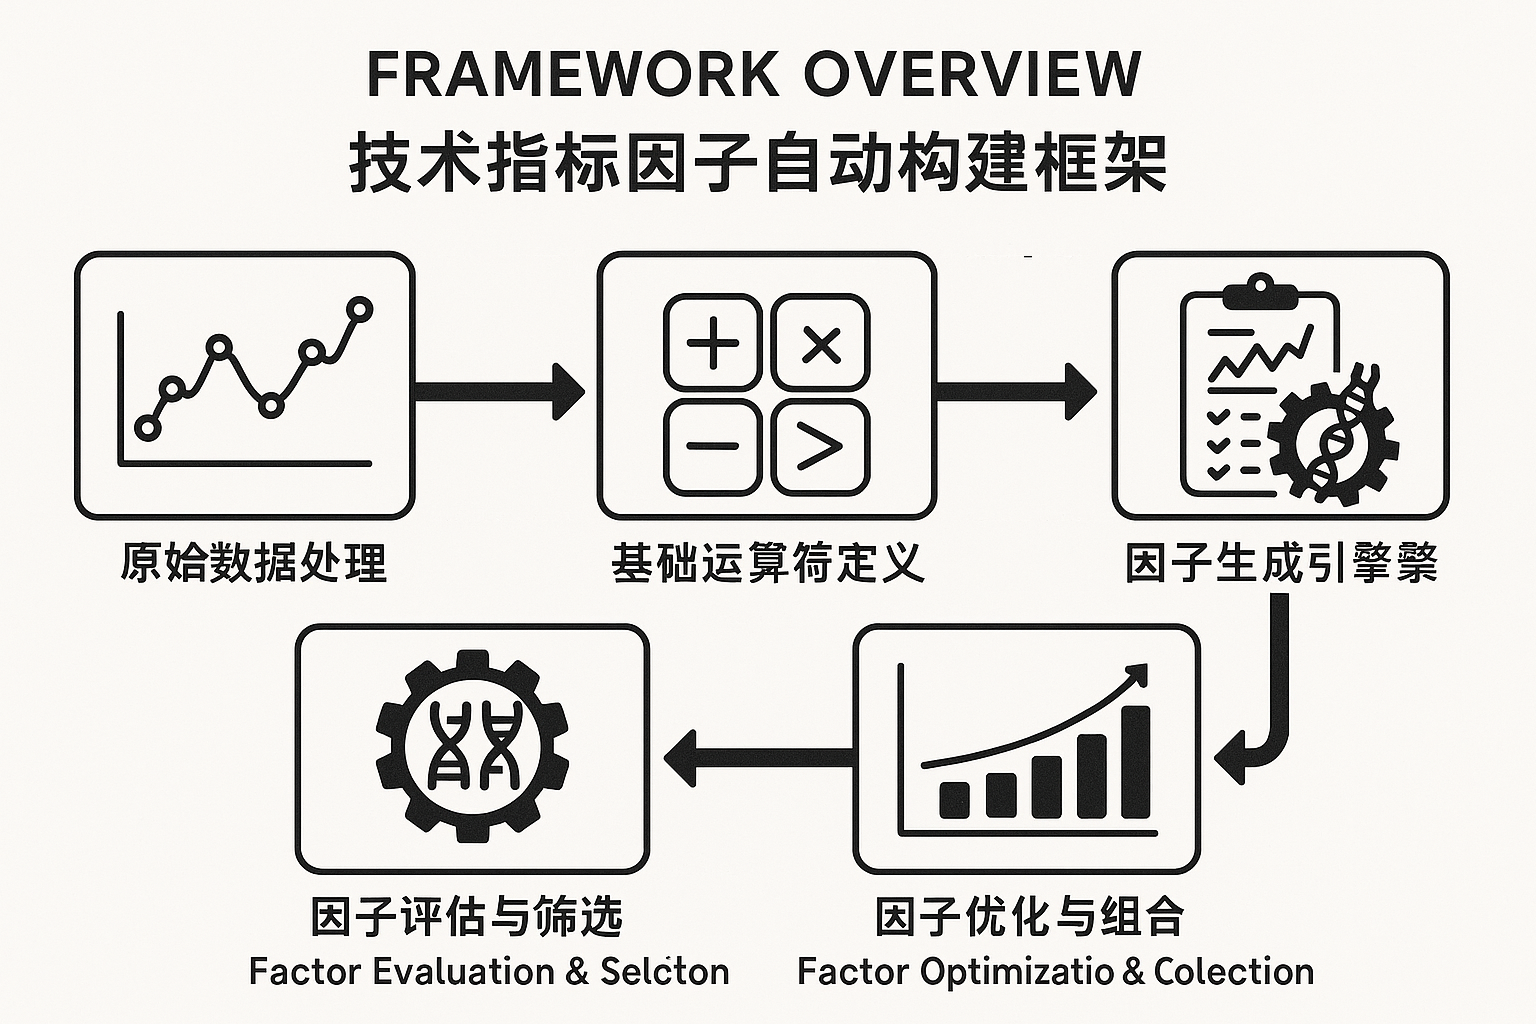 FRAMEWORK OVERVIEW
技术指标因子自动构建框架
原始数据处理
基础运算符定义
因子生成引擎
因子评估与筛选
Factor Evaluation & Selcton
因子优化与组合
Factor Optimizatio & Colection